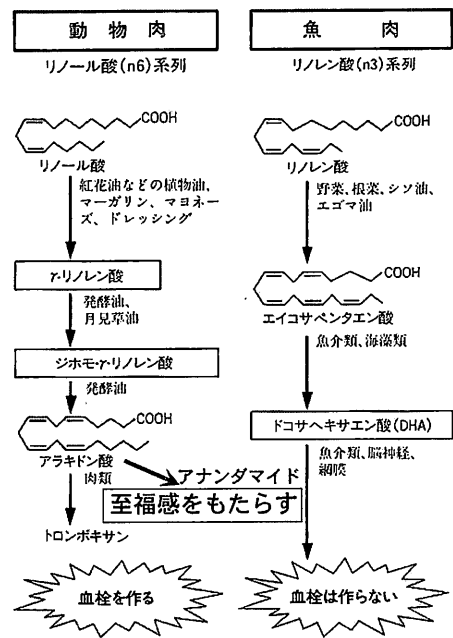 動物肉
リノール酸(n6)系列
COOH
リノール酸
紅花油などの植物油、
マーガリン、マヨネー
ズ、ドレッシング
γ-リノレン酸
発酵油、
月見草油
ジホモ-γ-リノレン酸
発酵油
COOH
アラキドン酸
肉類
アナンダマイド
至福感をもたらす
トロンボキサン
血栓を作る
魚肉
リノレン酸(n3)系列
COOH
リノレン酸
野菜、根菜、シソ油、
エゴマ油
COOH
エイコサペンタエン酸
魚介類、海藻類
ドコサヘキサエン酸(DHA)
魚介類、脳神経、
網膜
血栓は作らない